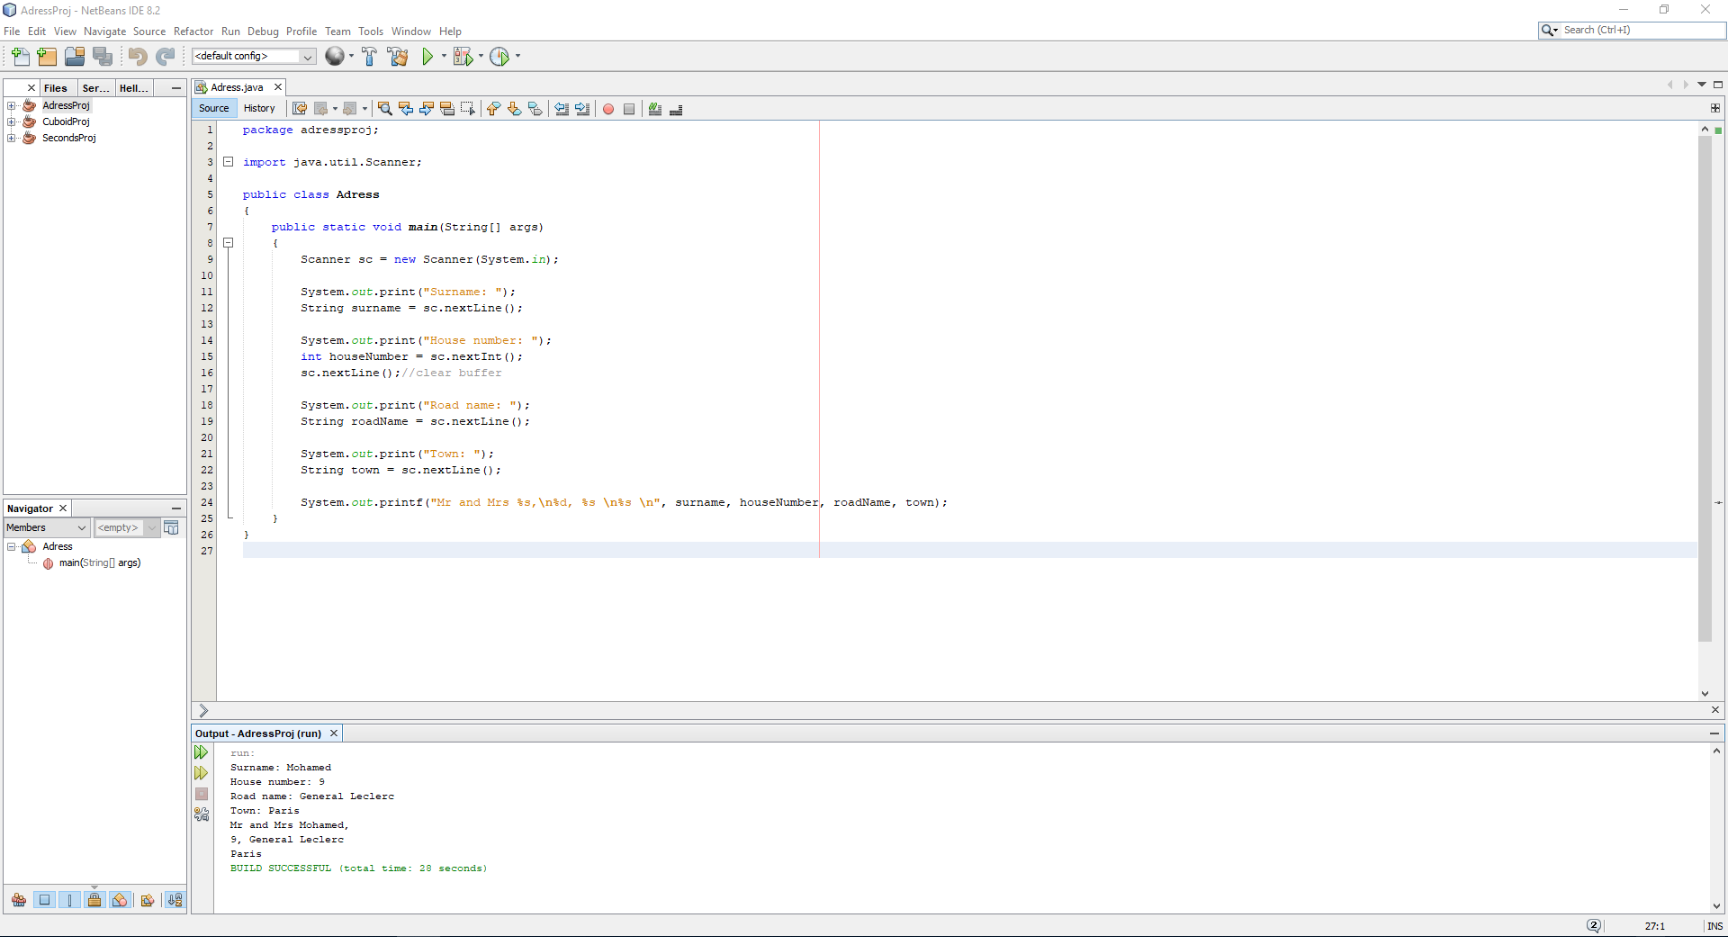 AdressProj - NetBeans IDE 8.2
File Edit View Navigate Source Refactor Run Debug Profile Team Tools Window Help
Search (Ctrl+I)
<default config>
Files Ser... Hell...
AdressProj
CuboidProj
SecondsProj
Adress.java
Source History
1 package adressproj;
2
3 import java.util.Scanner;
4
5 public class Adress
6 {
7 public static void main(String[] args)
8 {
9 Scanner sc = new Scanner(System.in);
10
11 System.out.print("Surname: ");
12 String surname = sc.nextLine();
13
14 System.out.print("House number: ");
15 int houseNumber = sc.nextInt();
16 sc.nextLine();//clear buffer
17
18 System.out.print("Road name: ");
19 String roadName = sc.nextLine();
20
21 System.out.print("Town: ");
22 String town = sc.nextLine();
23
24 System.out.printf("Mr and Mrs %s,\n%d, %s \n%s \n", surname, houseNumber, roadName, town);
25 }
26 }
27
Navigator
Members <empty>
Adress
main(String[] args)
Output - AdressProj (run)
run:
Surname: Mohamed
House number: 9
Road name: General Leclerc
Town: Paris
Mr and Mrs Mohamed,
9, General Leclerc
Paris
BUILD SUCCESSFUL (total time: 28 seconds)
2 27:1 INS